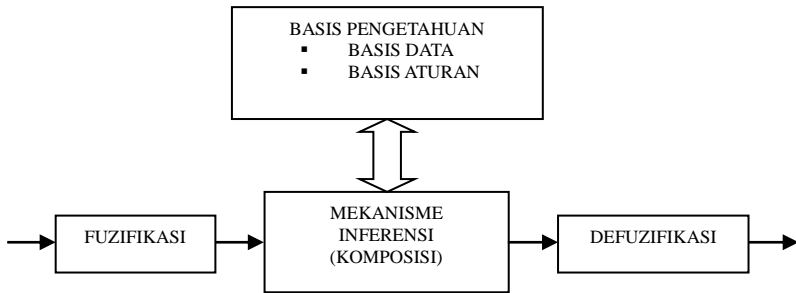 BASIS PENGETAHUAN
▪ BASIS DATA
▪ BASIS ATURAN
FUZIFIKASI
MEKANISME
INFERENSI
(KOMPOSISI)
DEFUZIFIKASI